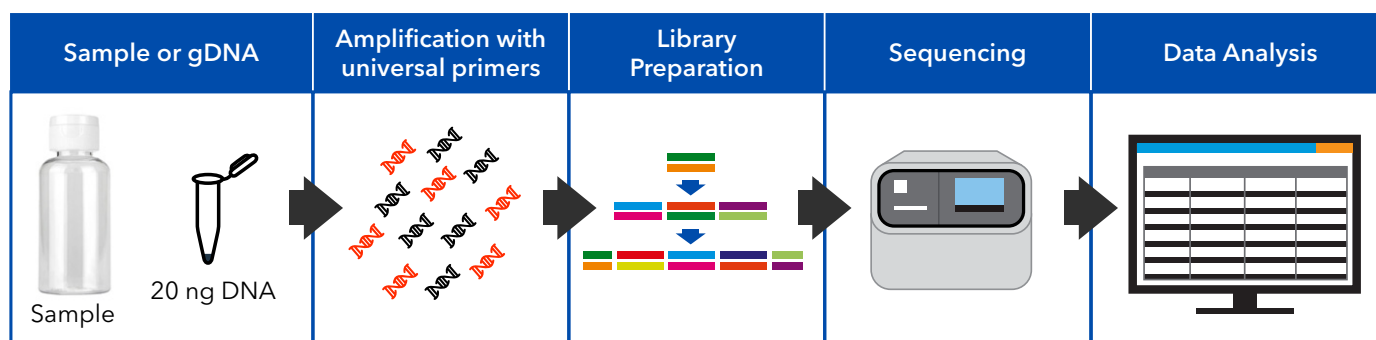 Sample or gDNA
Amplification with
universal primers
Library
Preparation
Sequencing
Data Analysis
Sample
20 ng DNA